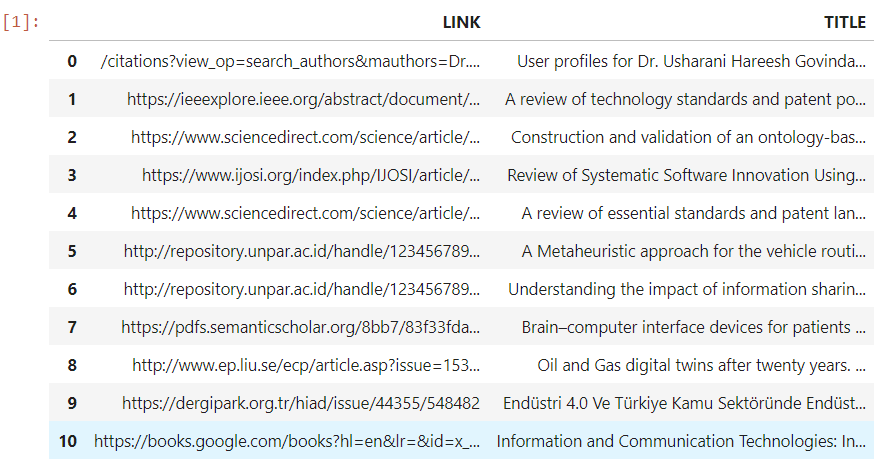 [1]: LINK TITLE
0 /citations?view_op=search_authors&mauthors=Dr.... User profiles for Dr. Usharani Hareesh Govinda...
1 https://ieeexplore.ieee.org/abstract/document/... A review of technology standards and patent po...
2 https://www.sciencedirect.com/science/article/... Construction and validation of an ontology-bas...
3 https://www.ijosi.org/index.php/IJOSI/article/... Review of Systematic Software Innovation Using...
4 https://www.sciencedirect.com/science/article/... A review of essential standards and patent lan...
5 http://repository.unpar.ac.id/handle/123456789... A Metaheuristic approach for the vehicle routi...
6 http://repository.unpar.ac.id/handle/123456789... Understanding the impact of information sharin...
7 https://pdfs.semanticscholar.org/8bb7/83f33fda... Brain–computer interface devices for patients ...
8 http://www.ep.liu.se/ecp/article.asp?issue=153... Oil and Gas digital twins after twenty years. ...
9 https://dergipark.org.tr/hiad/issue/44355/548482 Endüstri 4.0 Ve Türkiye Kamu Sektöründe Endüst...
10 https://books.google.com/books?hl=en&lr=&id=x_... Information and Communication Technologies: In...